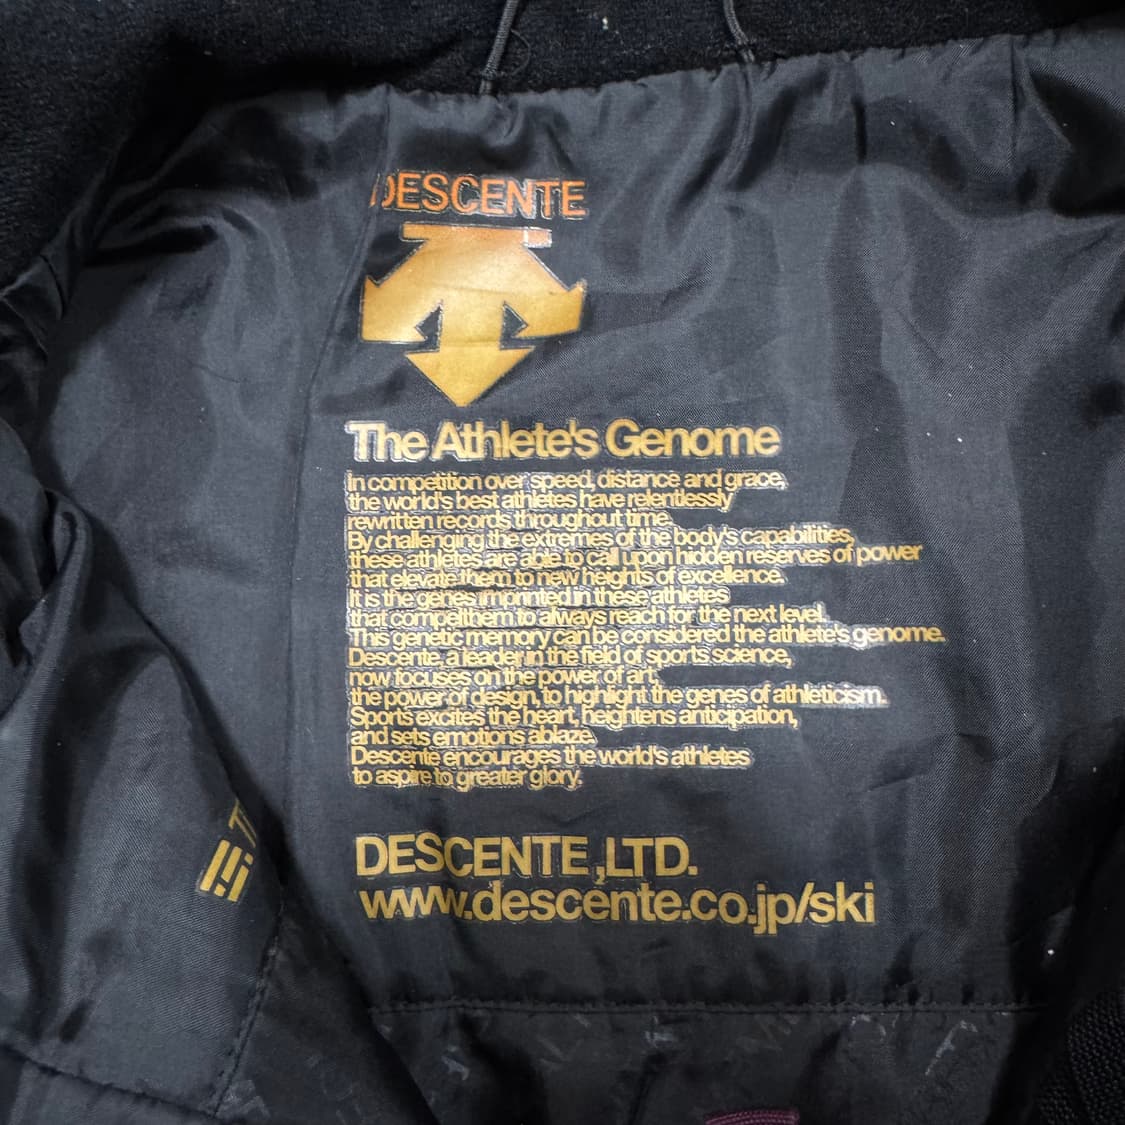 DESCENTE
The Athlete's Genome
In competition over speed, distance and grace,
the world's best athletes have relentlessly
rewritten records throughout time.
By challenging the extremes of the body's capabilities,
these athletes are able to call upon hidden reserves of power
that elevate them to new heights of excellence.
It is the genes imprinted in these athletes
that compel them to always reach for the next level.
This genetic memory can be considered the athlete's genome.
Descente, a leader in the field of sports science,
now focuses on the power of art,
the power of design, to highlight the genes of athleticism.
Sports excites the heart, heightens anticipation,
and sets emotions ablaze.
Descente encourages the world's athletes
to aspire to greater glory.
DESCENTE,LTD.
www.descente.co.jp/ski